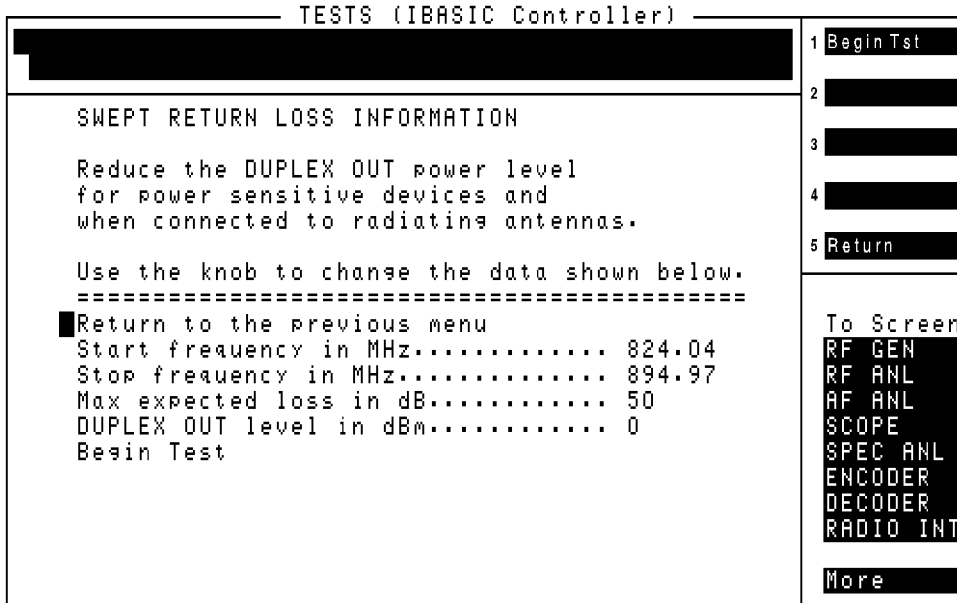 TESTS (IBASIC Controller)
SWEPT RETURN LOSS INFORMATION
Reduce the DUPLEX OUT power level
for power sensitive devices and
when connected to radiating antennas.
Use the knob to change the data shown below.
============================================
Return to the previous menu
Start frequency in MHz............. 824.04
Stop frequency in MHz.............. 894.97
Max expected loss in dB............ 50
DUPLEX OUT level in dBm............ 0
Begin Test
1 Begin Tst
2
3
4
5 Return
To Screen
RF GEN
RF ANL
AF ANL
SCOPE
SPEC ANL
ENCODER
DECODER
RADIO INT
More